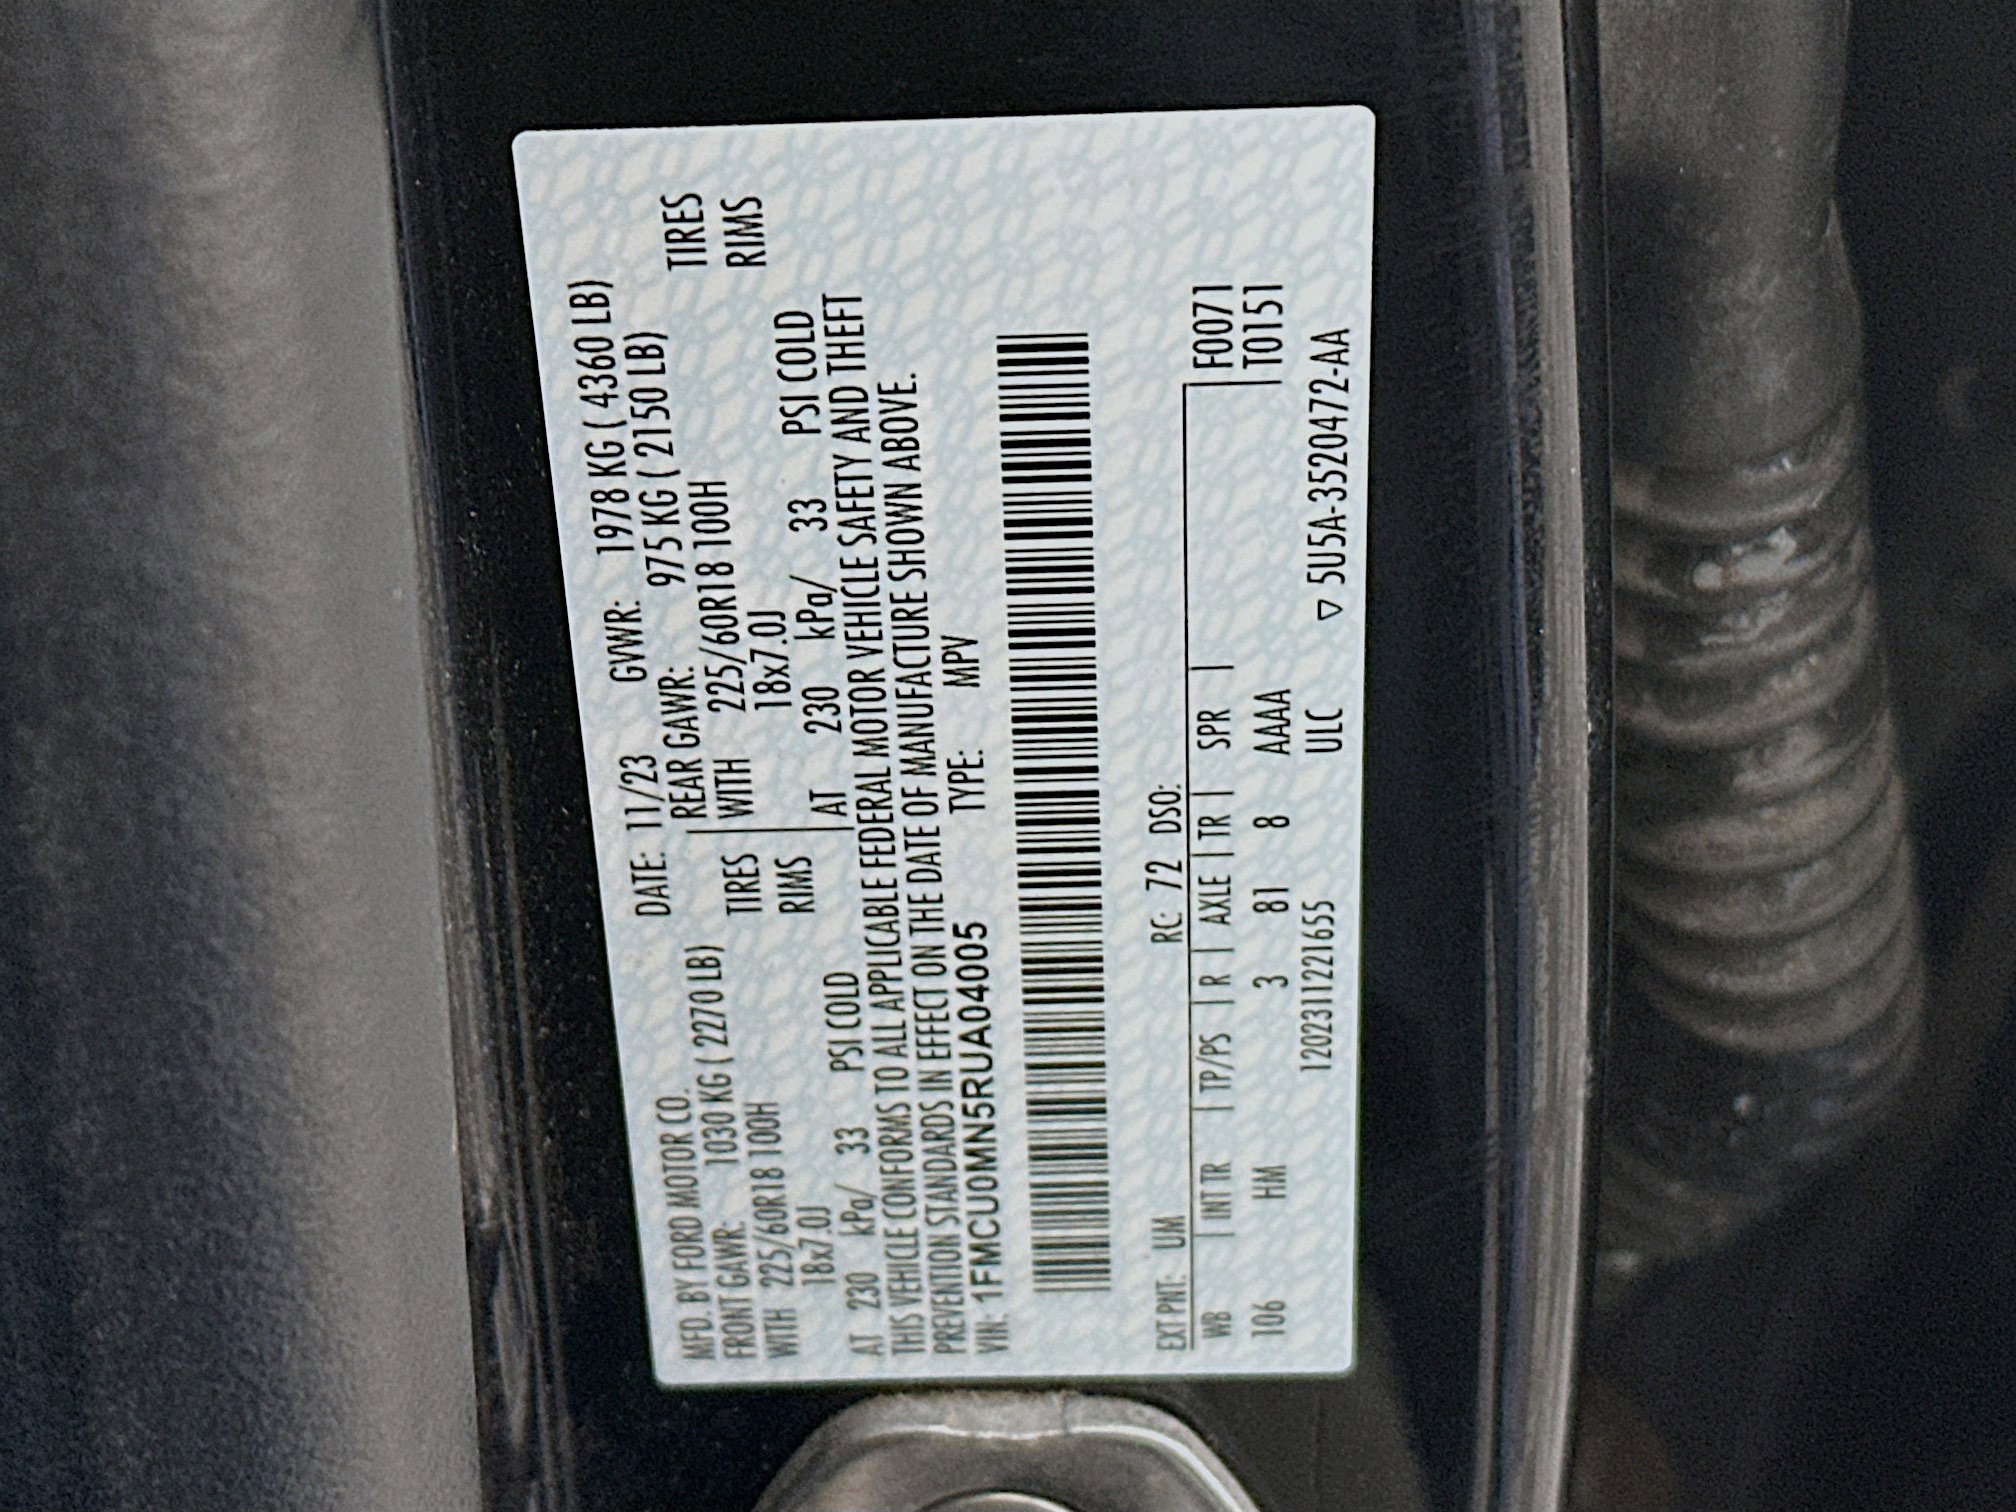 MFD. BY FORD MOTOR CO. DATE: 11/23 GVWR: 1978 KG ( 4360 LB)
FRONT GAWR: 1030 KG ( 2270 LB) REAR GAWR: 975 KG ( 2150 LB)
WITH 225/60R18 100H TIRES WITH 225/60R18 100H TIRES
18x7.0J RIMS 18x7.0J RIMS
AT 230 kPa/ 33 PSI COLD AT 230 kPa/ 33 PSI COLD
THIS VEHICLE CONFORMS TO ALL APPLICABLE FEDERAL MOTOR VEHICLE SAFETY AND THEFT
PREVENTION STANDARDS IN EFFECT ON THE DATE OF MANUFACTURE SHOWN ABOVE.
VIN: 1FMCU0MN5RUA04005 TYPE: MPV
EXT PNT: UM RC: 72 DSO: F0071
WB | INT TR | TP/PS | R | AXLE | TR | SPR | T0151
106 HM 3 81 8 AAAA
120231122165S ULC ▽ 5U5A-3520472-AA